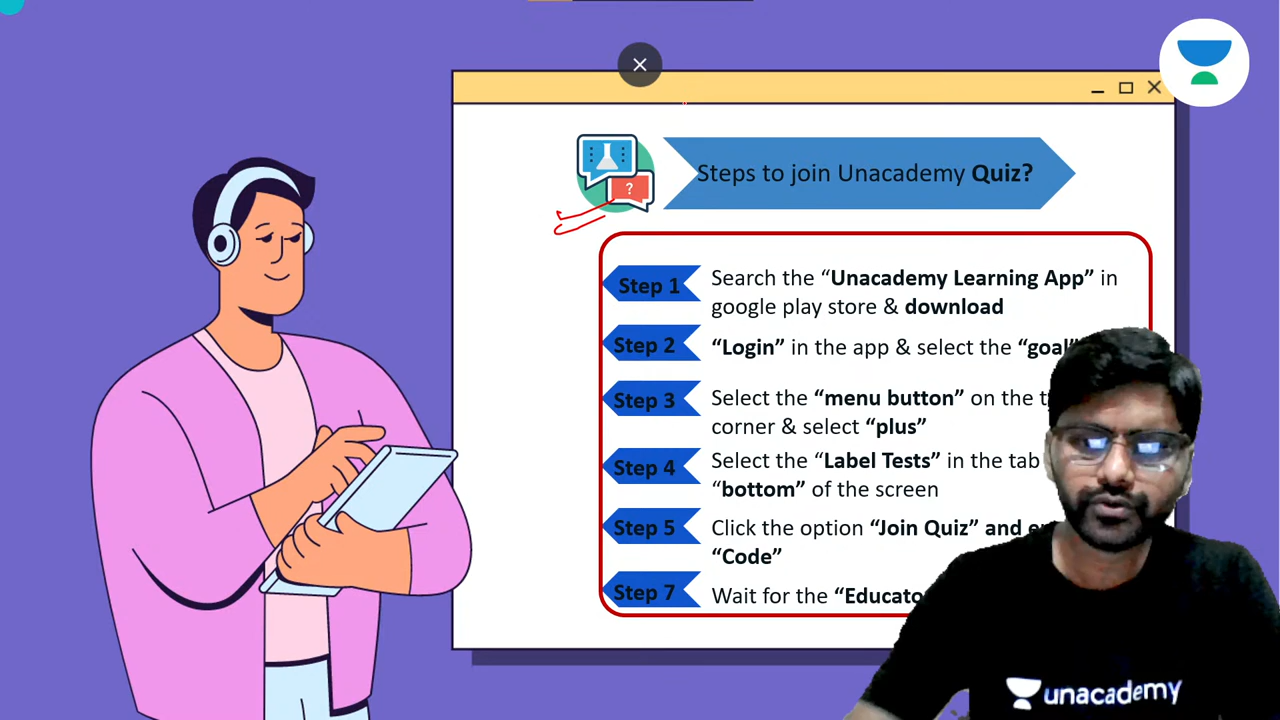 Steps to join Unacademy Quiz?
?
Step 1
Search the “Unacademy Learning App” in
google play store & download
Step 2
“Login” in the app & select the “goal”
Step 3
Select the “menu button” on the
corner & select “plus”
Step 4
Select the “Label Tests” in the tab
“bottom” of the screen
Step 5
Click the option “Join Quiz” and
“Code”
Step 7
Wait for the
unacademy